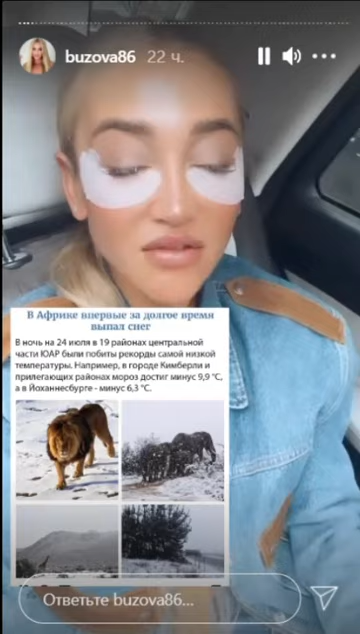 buzova86 22 ч.
В Африке впервые за долгое время
выпал снег
В ночь на 24 июля в 19 районах центральной
части ЮАР были побиты рекорды самой низкой
температуры. Например, в городе Кимберли и
прилегающих районах мороз достиг минус 9,9 °C,
а в Йоханнесбурге - минус 6,3 °C.
Ответьте buzova86...